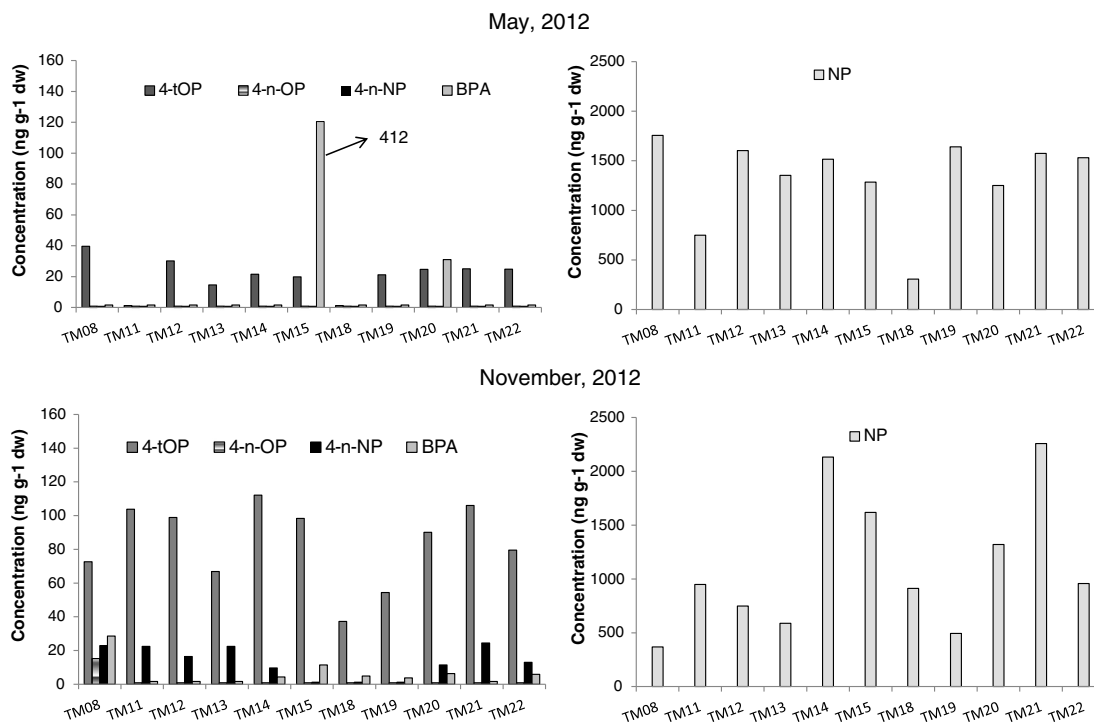 May, 2012
Concentration (ng g-1 dw)
160
140
120
100
80
60
40
20
0
4-tOP 4-n-OP 4-n-NP BPA
412
TM08 TM11 TM12 TM13 TM14 TM15 TM18 TM19 TM20 TM21 TM22
Concentration (ng g-1 dw)
2500
2000
1500
1000
500
0
NP
TM08 TM11 TM12 TM13 TM14 TM15 TM18 TM19 TM20 TM21 TM22
November, 2012
Concentration (ng g-1 dw)
160
140
120
100
80
60
40
20
0
4-tOP 4-n-OP 4-n-NP BPA
TM08 TM11 TM12 TM13 TM14 TM15 TM18 TM19 TM20 TM21 TM22
Concentration (ng g-1 dw)
2500
2000
1500
1000
500
0
NP
TM08 TM11 TM12 TM13 TM14 TM15 TM18 TM19 TM20 TM21 TM22